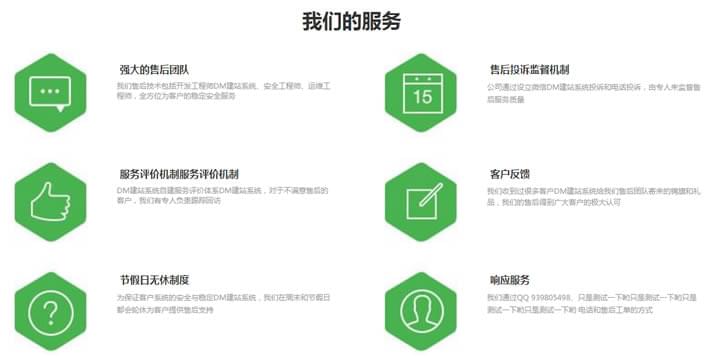 我们的服务
强大的售后团队
我们售后技术包括开发工程师DM建站系统、安全工程师、运维工
程师，全方位为客户的稳定安全服务
售后投诉监督机制
公司通过设立微信DM建站系统投诉和电话投诉，由专人来监督售
后服务质量
15
服务评价机制服务评价机制
DM建站系统自建服务评价体系DM建站系统，对于不满意售后的
客户，我们有专人负责跟踪回访
客户反馈
我们收到过很多客户DM建站系统给我们售后团队寄来的锦旗和礼
品，我们的售后得到广大客户的极大认可
节假日无休制度
为保证客户系统的安全与稳定DM建站系统，我们在周末和节假日
都会轮休为客户提供售后支持
?
响应服务
我们通过QQ 939805498、只是测试一下哟只是测试一下哟只是
测试一下哟只是测试一下哟 电话和售后工单的方式